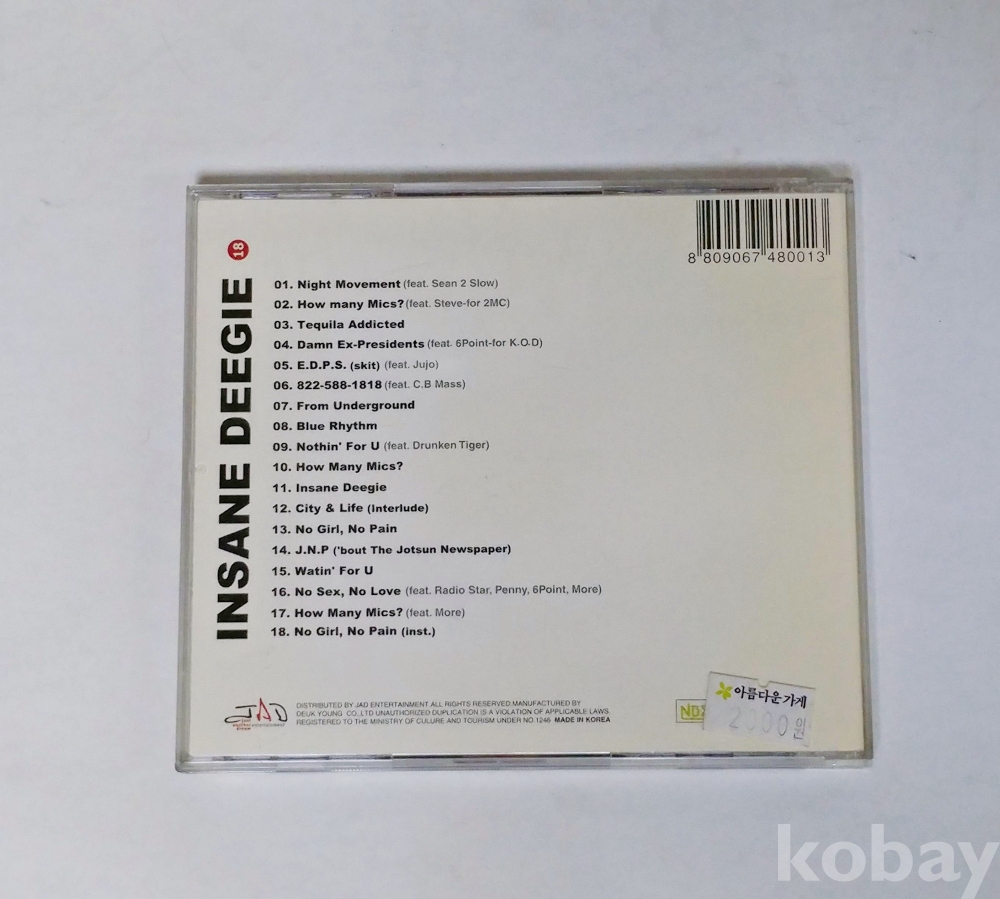 INSANE DEEGIE 18
8 809067 480013
01. Night Movement (feat. Sean 2 Slow)
02. How many Mics? (feat. Steve-for 2MC)
03. Tequila Addicted
04. Damn Ex-Presidents (feat. 6Point-for K.O.D)
05. E.D.P.S. (skit) (feat. Jujo)
06. 822-588-1818 (feat. C.B Mass)
07. From Underground
08. Blue Rhythm
09. Nothin' For U (feat. Drunken Tiger)
10. How Many Mics?
11. Insane Deegie
12. City & Life (Interlude)
13. No Girl, No Pain
14. J.N.P ('bout The Jotsun Newspaper)
15. Watin' For U
16. No Sex, No Love (feat. Radio Star, Penny, 6Point, More)
17. How Many Mics? (feat. More)
18. No Girl, No Pain (inst.)
JAD
DISTRIBUTED BY JAD ENTERTAINMENT ALL RIGHTS RESERVED.MANUFACTURED BY
DEUK YOUNG CO.,LTD UNAUTHORIZED DUPLICATION IS A VIOLATION OF APPLICABLE LAWS.
REGISTERED TO THE MINISTRY OF CULURE AND TOURISM UNDER NO.1246 MADE IN KOREA
아름다운가게
2000원
kobay